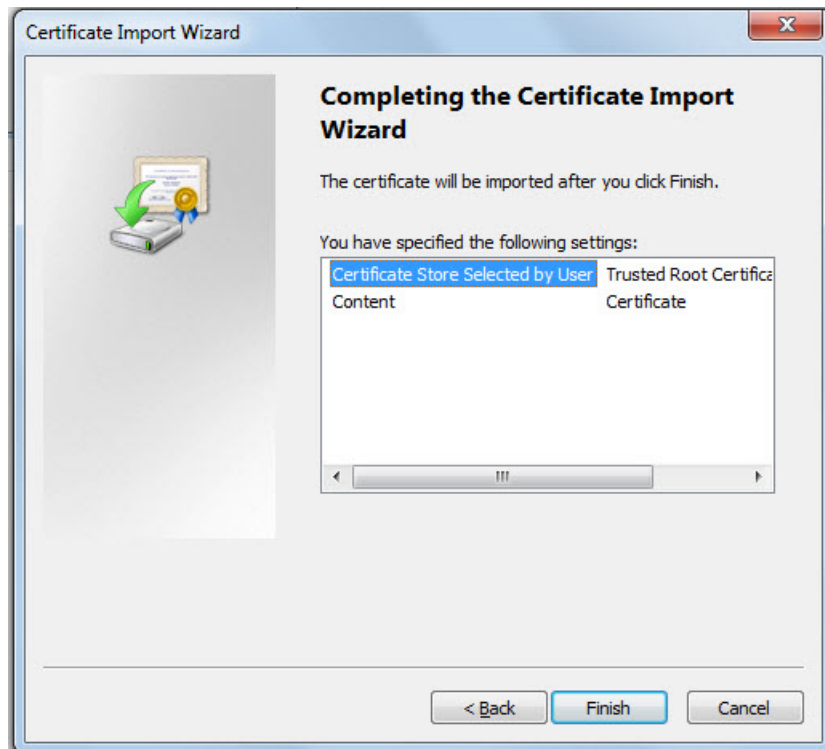 Certificate Import Wizard
Completing the Certificate Import
Wizard
The certificate will be imported after you click Finish.
You have specified the following settings:
Certificate Store Selected by User Trusted Root Certifica
Content Certificate
< Back Finish Cancel